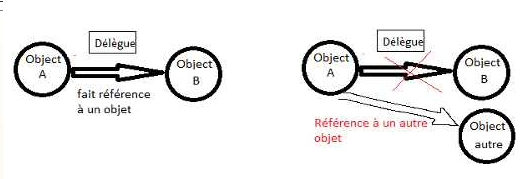 Délègue
Object
A
Object
B
fait référence
à un objet
Délègue
Object
A
Object
B
Référence à un autre
objet
Object
autre